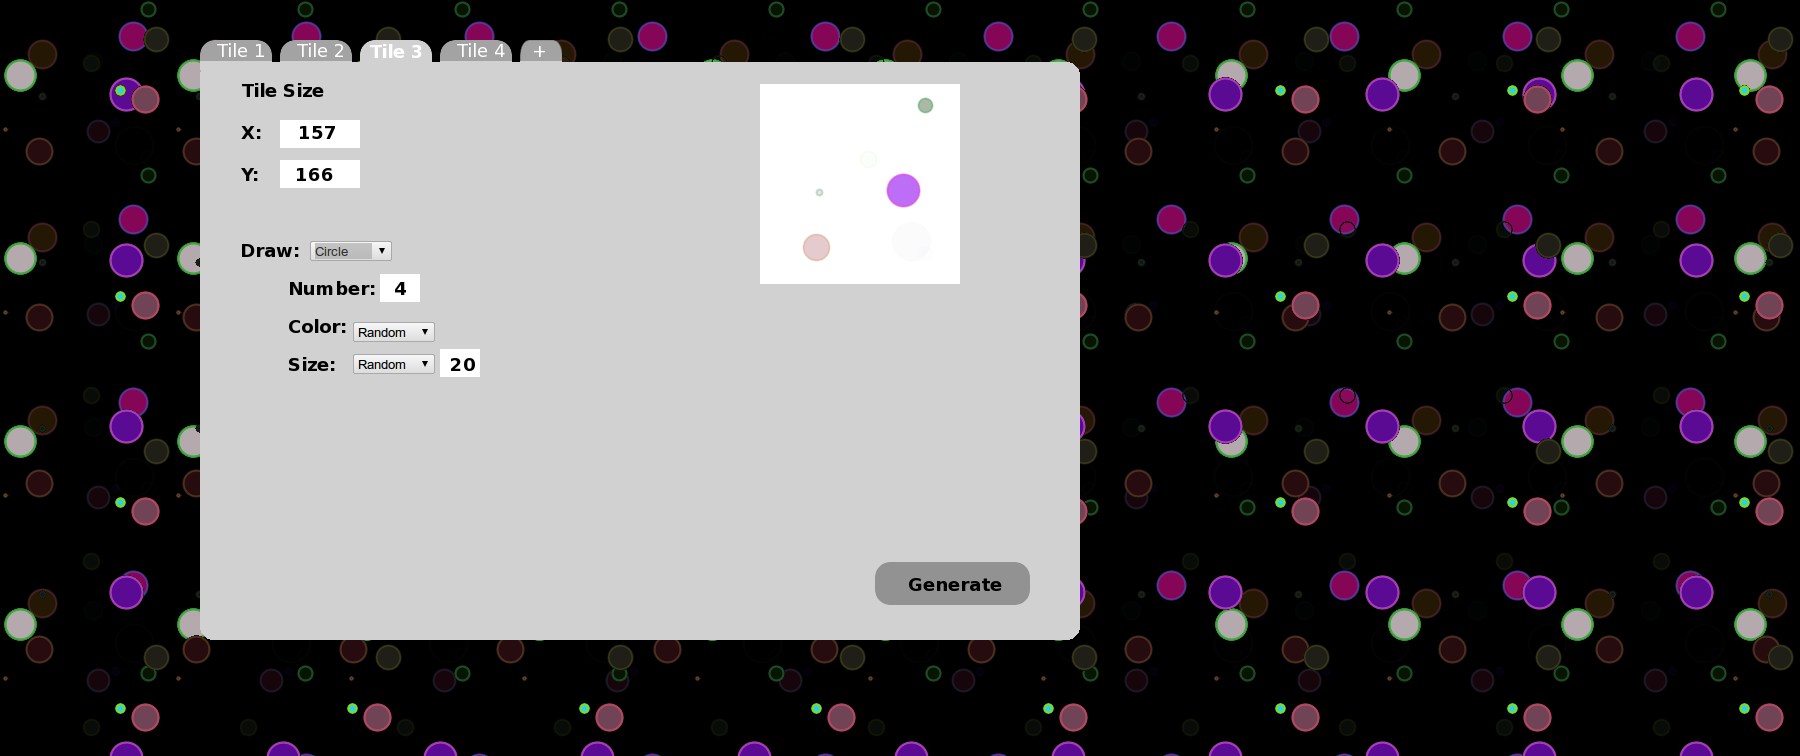 Tile 1 Tile 2 Tile 3 Tile 4 +
Tile Size
X: 157
Y: 166
Draw: Circle
Number: 4
Color: Random
Size: Random 20
Generate